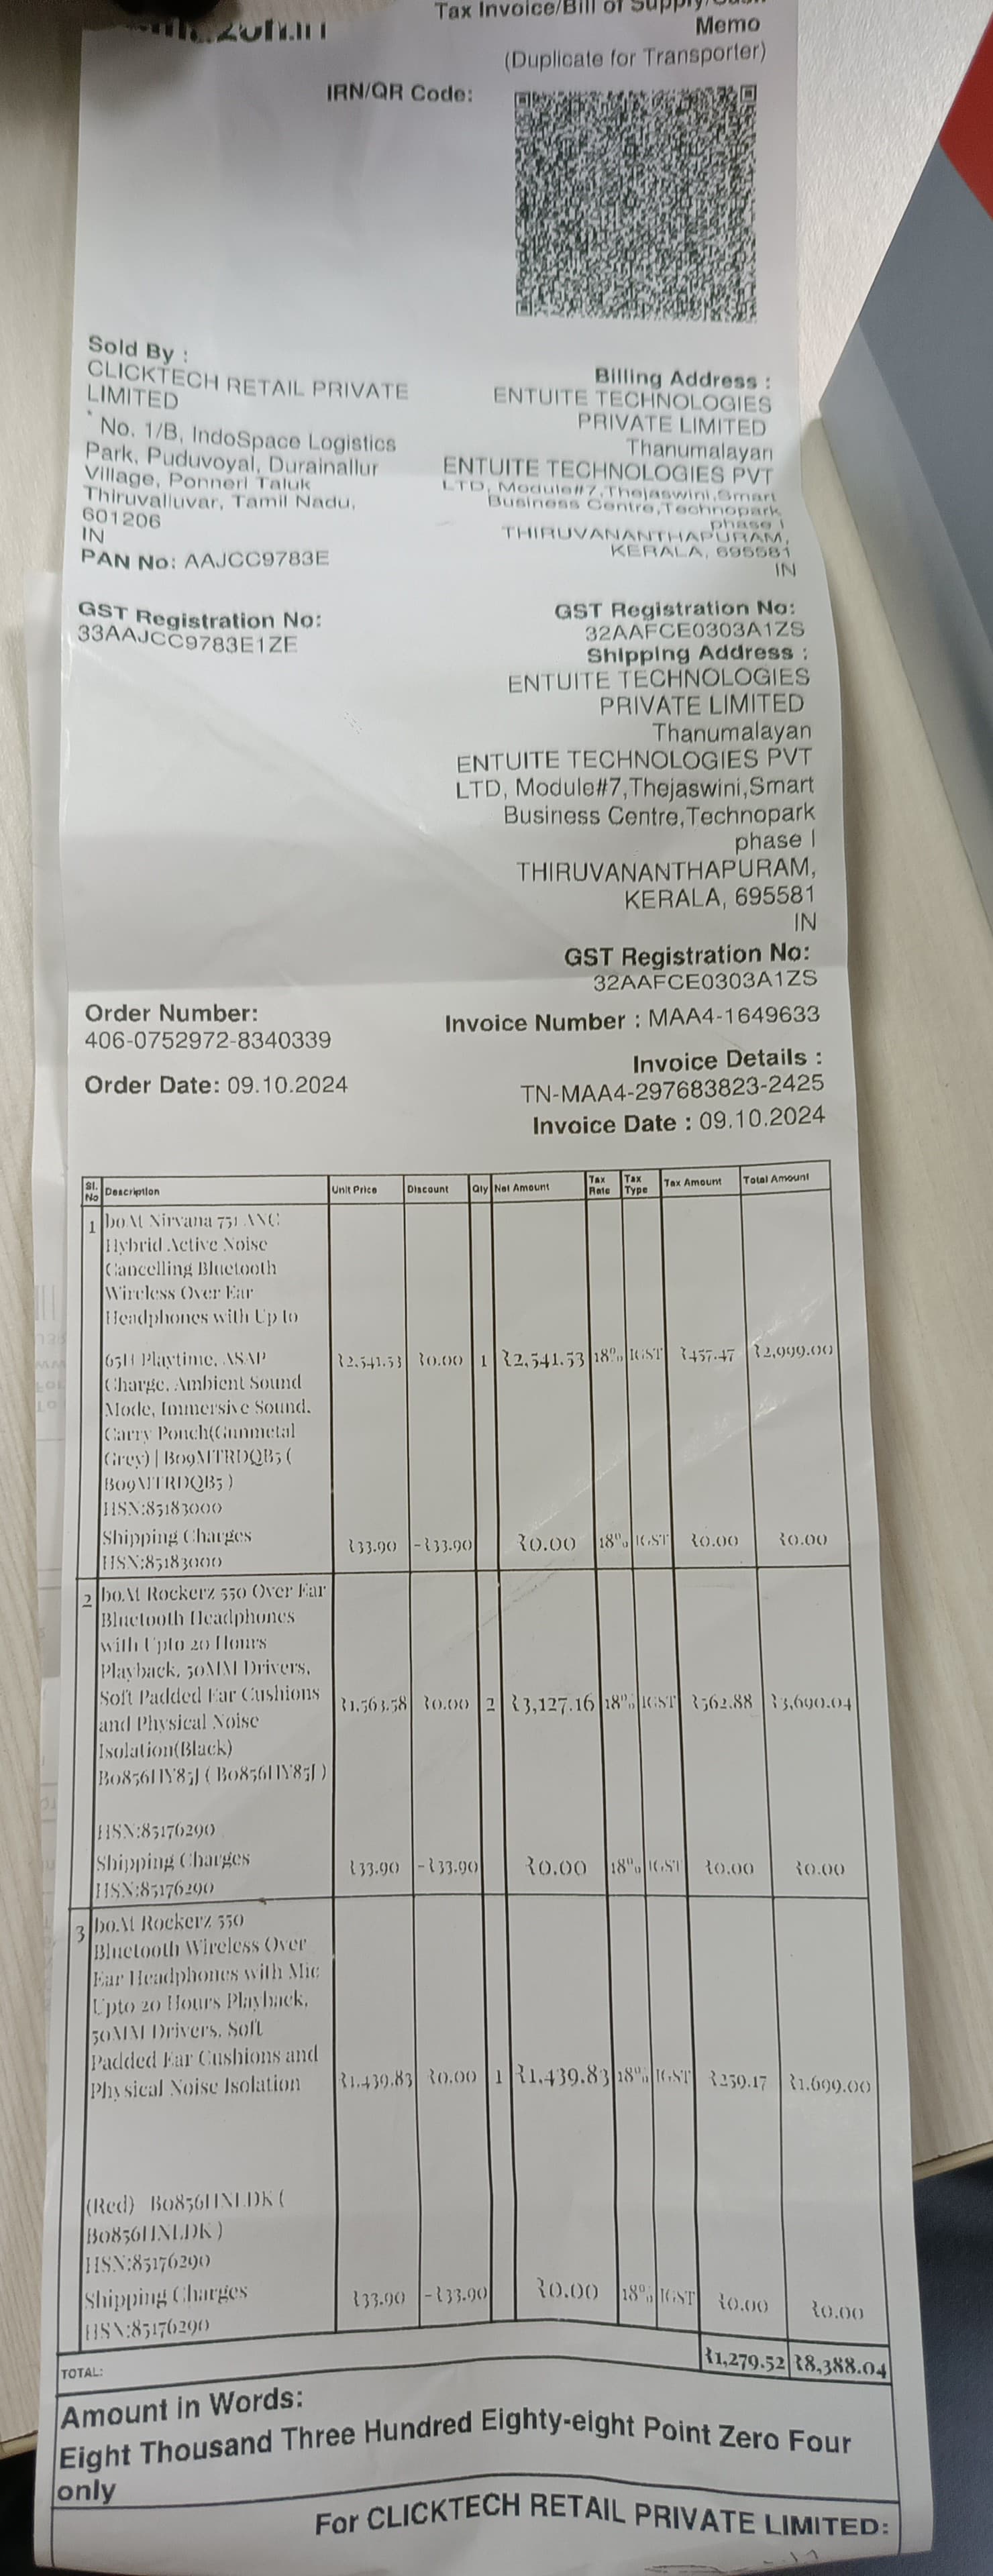 Tax Invoice/Bill of Supply/Cash
Memo
(Duplicate for Transporter)
IRN/QR Code:
Sold By :
CLICKTECH RETAIL PRIVATE
LIMITED
* No. 1/B, IndoSpace Logistics
Park, Puduvoyal, Durainallur
Village, Ponneri Taluk
Thiruvalluvar, Tamil Nadu,
601206
IN
PAN No: AAJCC9783E
GST Registration No:
33AAJCC9783E1ZE
Billing Address :
ENTUITE TECHNOLOGIES
PRIVATE LIMITED
Thanumalayan
ENTUITE TECHNOLOGIES PVT
LTD, Module#7,Thejaswini,Smart
Business Centre,Technopark
phase I
THIRUVANANTHAPURAM,
KERALA, 695581
IN
GST Registration No:
32AAFCE0303A1ZS
Shipping Address :
ENTUITE TECHNOLOGIES
PRIVATE LIMITED
Thanumalayan
ENTUITE TECHNOLOGIES PVT
LTD, Module#7,Thejaswini,Smart
Business Centre,Technopark
phase I
THIRUVANANTHAPURAM,
KERALA, 695581
IN
GST Registration No:
32AAFCE0303A1ZS
Order Number:
406-0752972-8340339
Order Date: 09.10.2024
Invoice Number : MAA4-1649633
Invoice Details :
TN-MAA4-297683823-2425
Invoice Date : 09.10.2024
Sl. No Description Unit Price Discount Qty Net Amount Tax Rate Tax Type Tax Amount Total Amount
1 boAt Nirvana 751 ANC
Hybrid Active Noise
Cancelling Bluetooth
Wireless Over Ear
Headphones with Up to
65H Playtime, ASAP ₹2,541.53 ₹0.00 1 ₹2,541.53 18% IGST ₹457.47 ₹2,999.00
Charge, Ambient Sound
Mode, Immersive Sound,
Carry Pouch(Gunmetal
Grey) | B09MTRDQB5 (
B09MTRDQB5 )
HSN:85183000
Shipping Charges ₹33.90 -₹33.90 ₹0.00 18% IGST ₹0.00 ₹0.00
HSN:85183000
2 boAt Rockerz 550 Over Ear
Bluetooth Headphones
with Upto 20 Hours
Playback, 50MM Drivers,
Soft Padded Ear Cushions ₹1,563.58 ₹0.00 2 ₹3,127.16 18% IGST ₹562.88 ₹3,690.04
and Physical Noise
Isolation(Black)
B0856HY85J ( B0856HY85J )
HSN:85176290
Shipping Charges ₹33.90 -₹33.90 ₹0.00 18% IGST ₹0.00 ₹0.00
HSN:85176290
3 boAt Rockerz 550
Bluetooth Wireless Over
Ear Headphones with Mic
Upto 20 Hours Playback,
50MM Drivers, Soft
Padded Ear Cushions and
Physical Noise Isolation ₹1,439.83 ₹0.00 1 ₹1,439.83 18% IGST ₹259.17 ₹1,699.00
(Red) B0856HNLDK (
B0856HNLDK )
HSN:85176290
Shipping Charges ₹33.90 -₹33.90 ₹0.00 18% IGST ₹0.00 ₹0.00
HSN:85176290
TOTAL: ₹1,279.52 ₹8,388.04
Amount in Words:
Eight Thousand Three Hundred Eighty-eight Point Zero Four
only
For CLICKTECH RETAIL PRIVATE LIMITED: